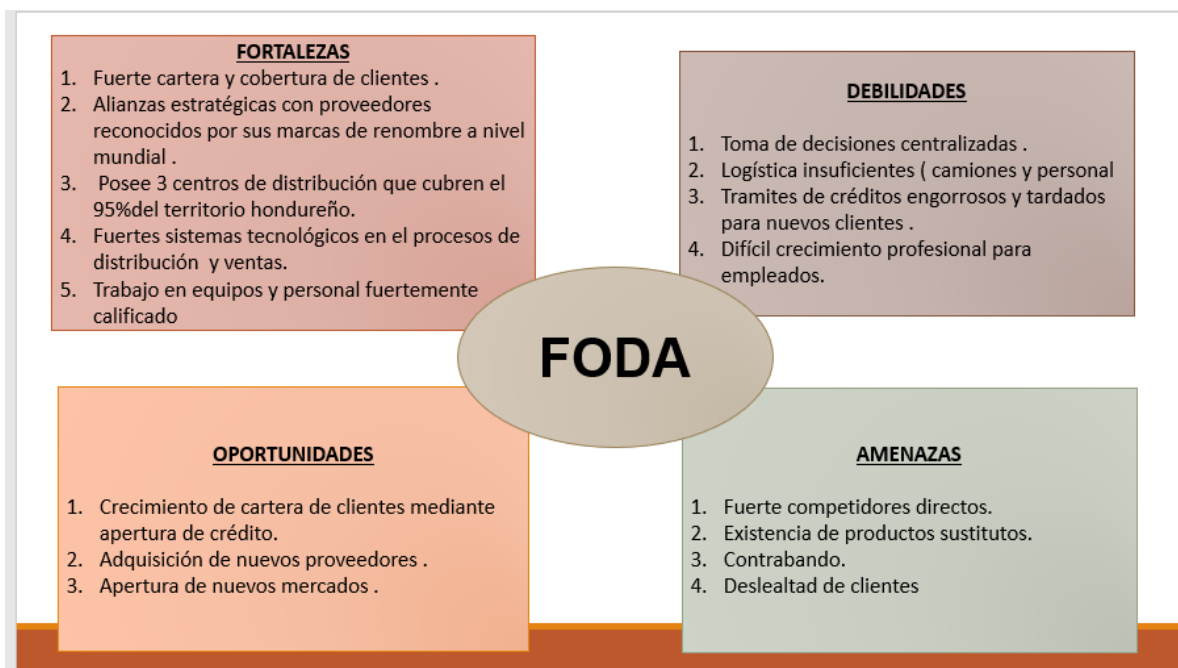 FORTALEZAS
1. Fuerte cartera y cobertura de clientes .
2. Alianzas estratégicas con proveedores
reconocidos por sus marcas de renombre a nivel
mundial .
3. Posee 3 centros de distribución que cubren el
95%del territorio hondureño.
4. Fuertes sistemas tecnológicos en el procesos de
distribución y ventas.
5. Trabajo en equipos y personal fuertemente
calificado
DEBILIDADES
1. Toma de decisiones centralizadas .
2. Logística insuficientes ( camiones y personal
3. Tramites de créditos engorrosos y tardados
para nuevos clientes .
4. Difícil crecimiento profesional para
empleados.
FODA
OPORTUNIDADES
1. Crecimiento de cartera de clientes mediante
apertura de crédito.
2. Adquisición de nuevos proveedores .
3. Apertura de nuevos mercados .
AMENAZAS
1. Fuerte competidores directos.
2. Existencia de productos sustitutos.
3. Contrabando.
4. Deslealtad de clientes